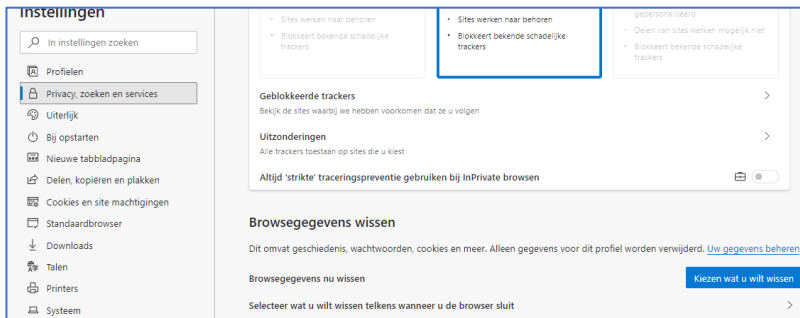 Instellingen
In instellingen zoeken
Profielen
Privacy, zoeken en services
Uiterlijk
Bij opstarten
Nieuwe tabbladpagina
Delen, kopiëren en plakken
Cookies en site machtigingen
Standaardbrowser
Downloads
Talen
Printers
Systeem
• Sites werken naar behoren
• Blokkeert bekende schadelijke
trackers
• Sites werken naar behoren
• Blokkeert bekende schadelijke
trackers
gepersonaliseerd
• Delen van sites werken mogelijk niet
• Blokkeert bekende schadelijke
trackers
Geblokkeerde trackers
Bekijk de sites waarbij we hebben voorkomen dat ze u volgen
Uitzonderingen
Alle trackers toestaan op sites die u kiest
Altijd 'strikte' traceringspreventie gebruiken bij InPrivate browsen
Browsegegevens wissen
Dit omvat geschiedenis, wachtwoorden, cookies en meer. Alleen gegevens voor dit profiel worden verwijderd. Uw gegevens beheren
Browsegegevens nu wissen
Kiezen wat u wilt wissen
Selecteer wat u wilt wissen telkens wanneer u de browser sluit